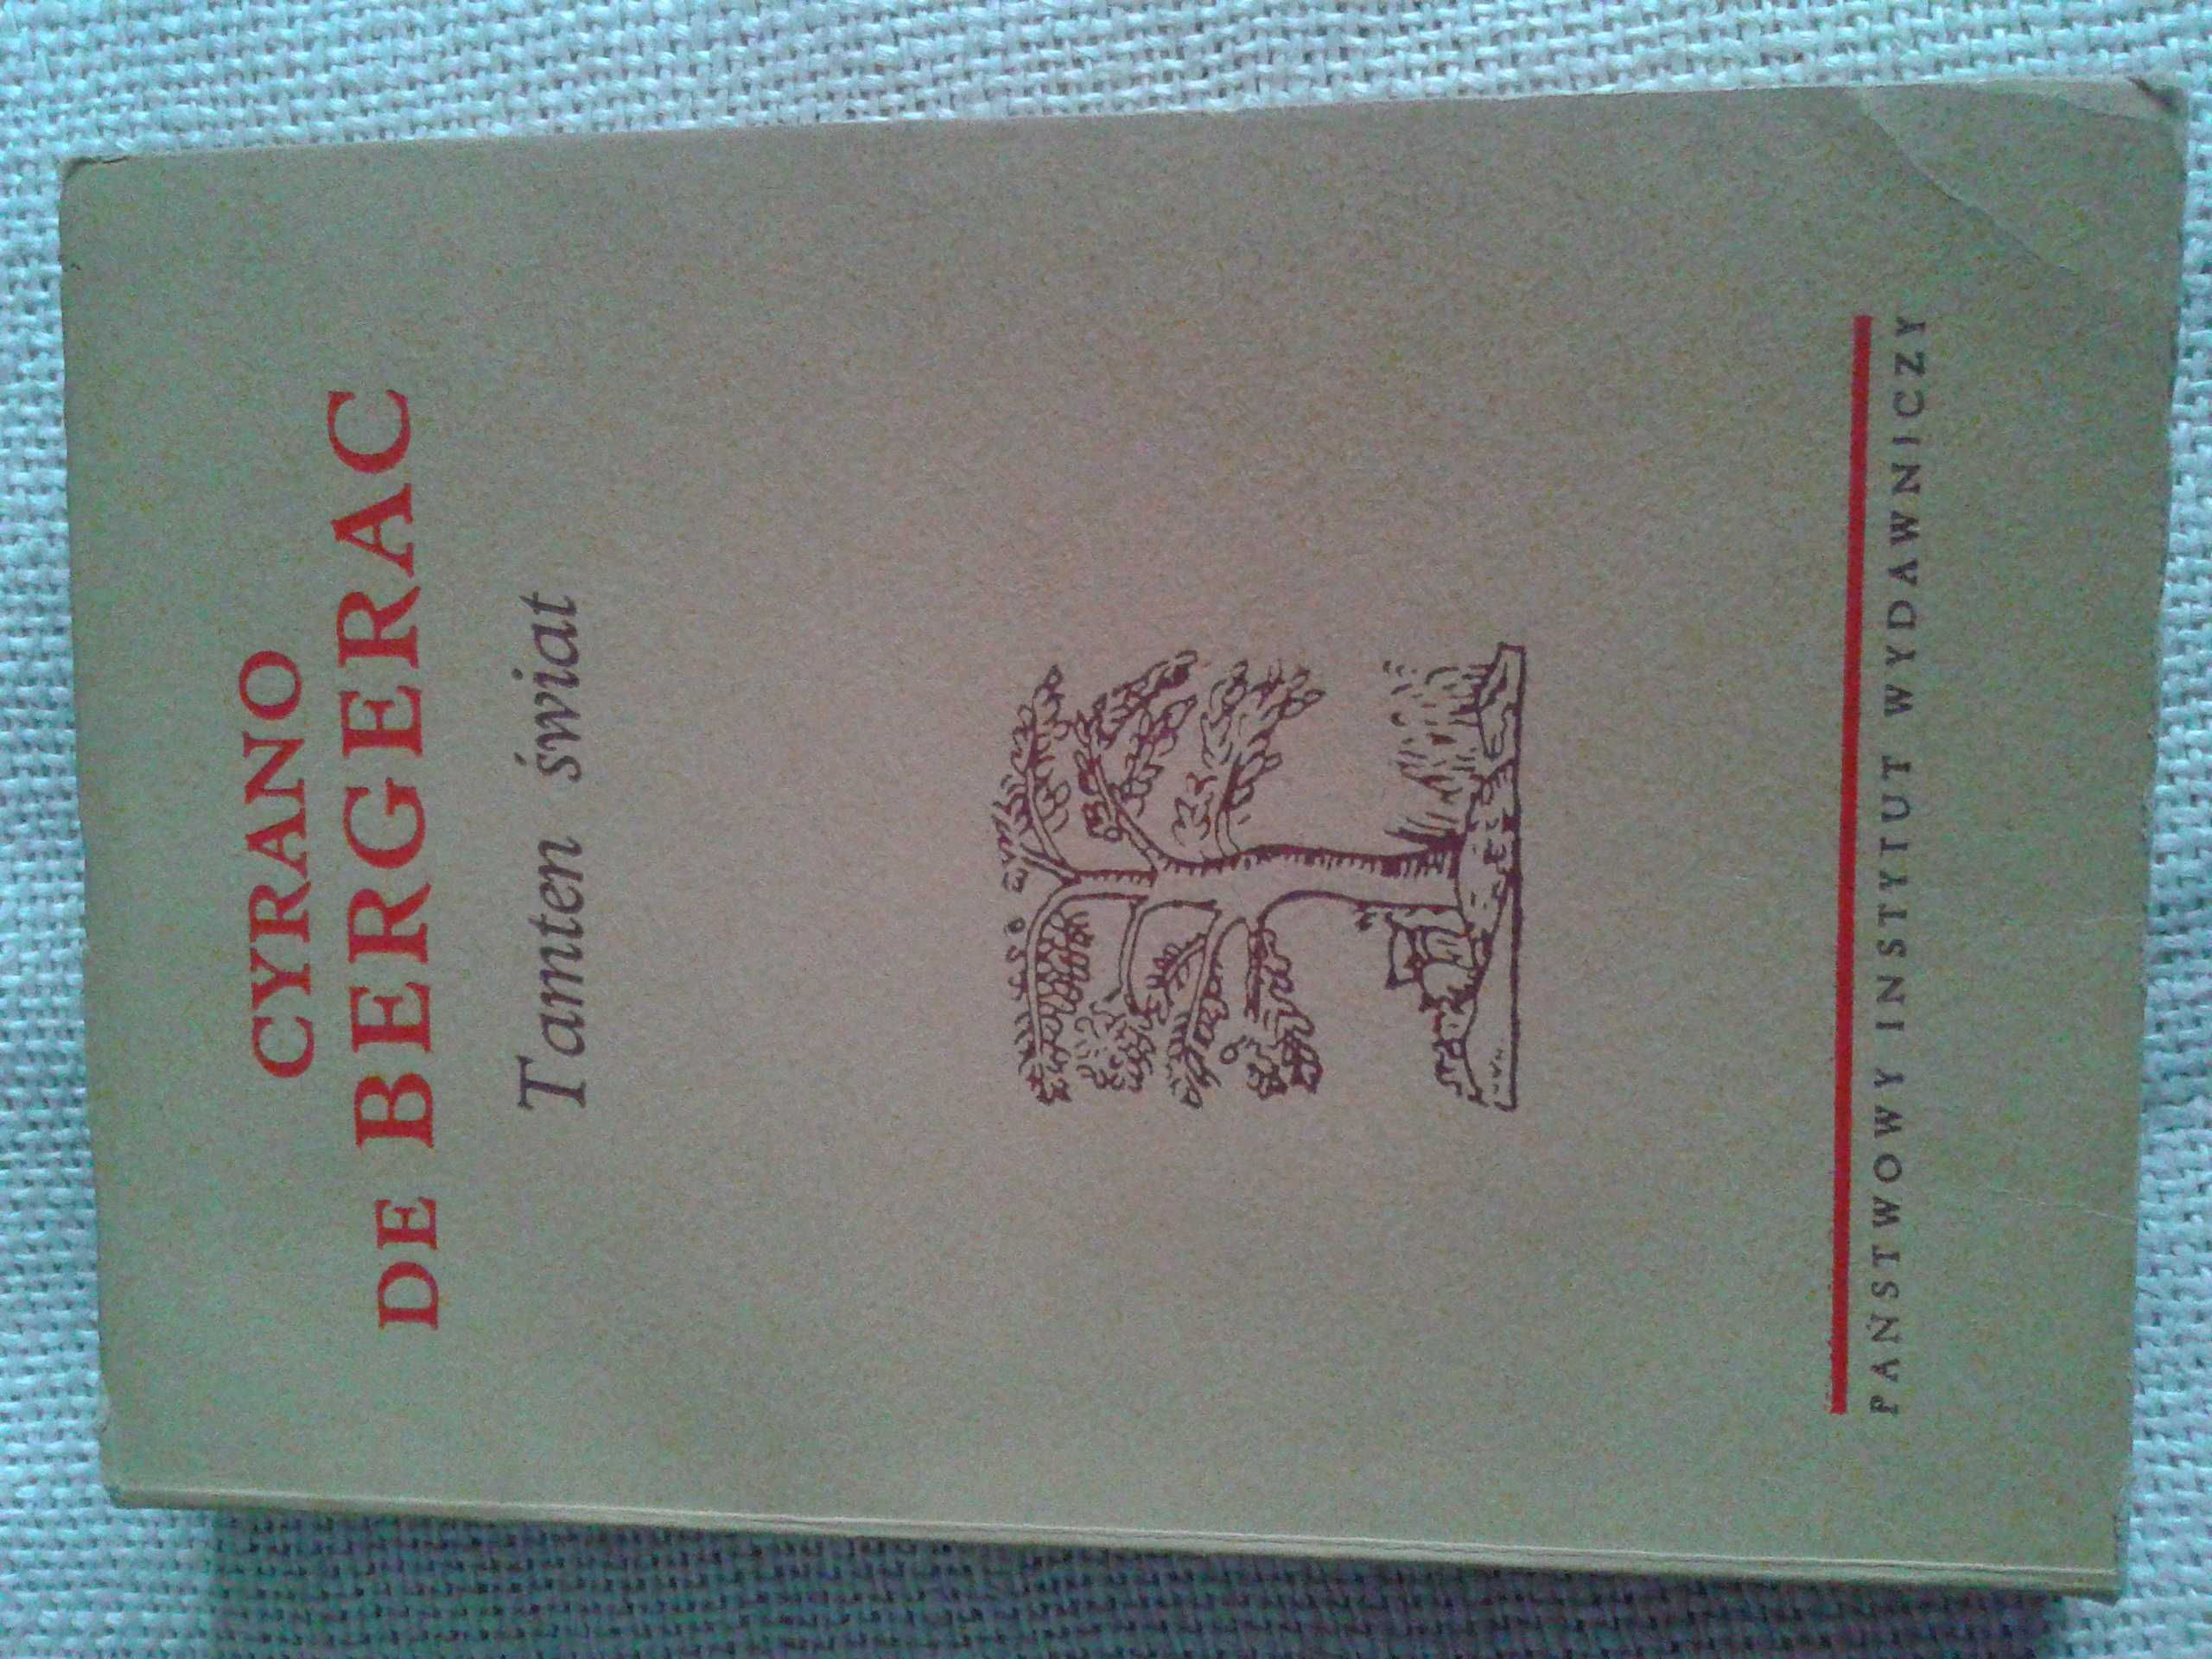 CYRANO
DE BERGERAC
Tamten świat
PAŃSTWOWY INSTYTUT WYDAWNICZY